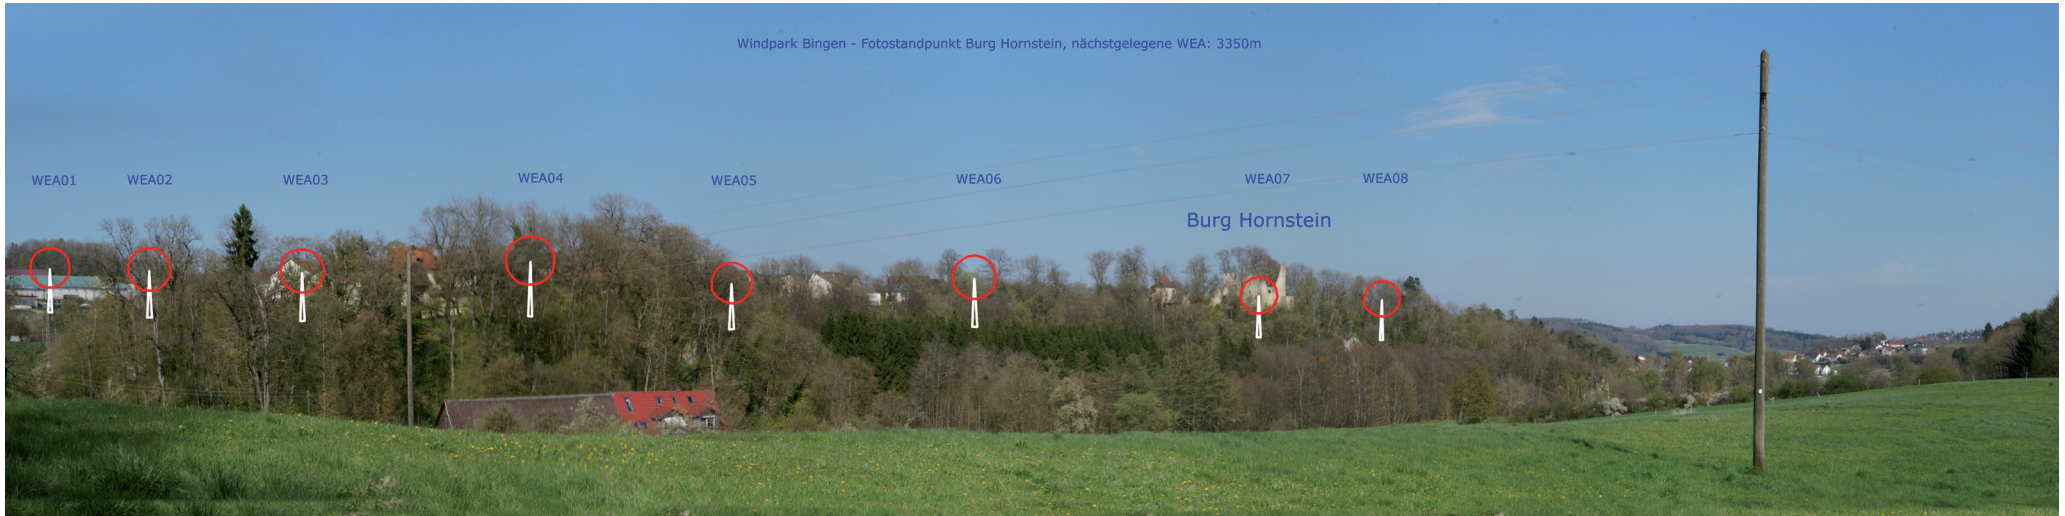 Windpark Bingen - Fotostandpunkt Burg Hornstein, nächstgelegene WEA: 3350m
WEA01 WEA02 WEA03 WEA04 WEA05 WEA06 WEA07 WEA08
Burg Hornstein